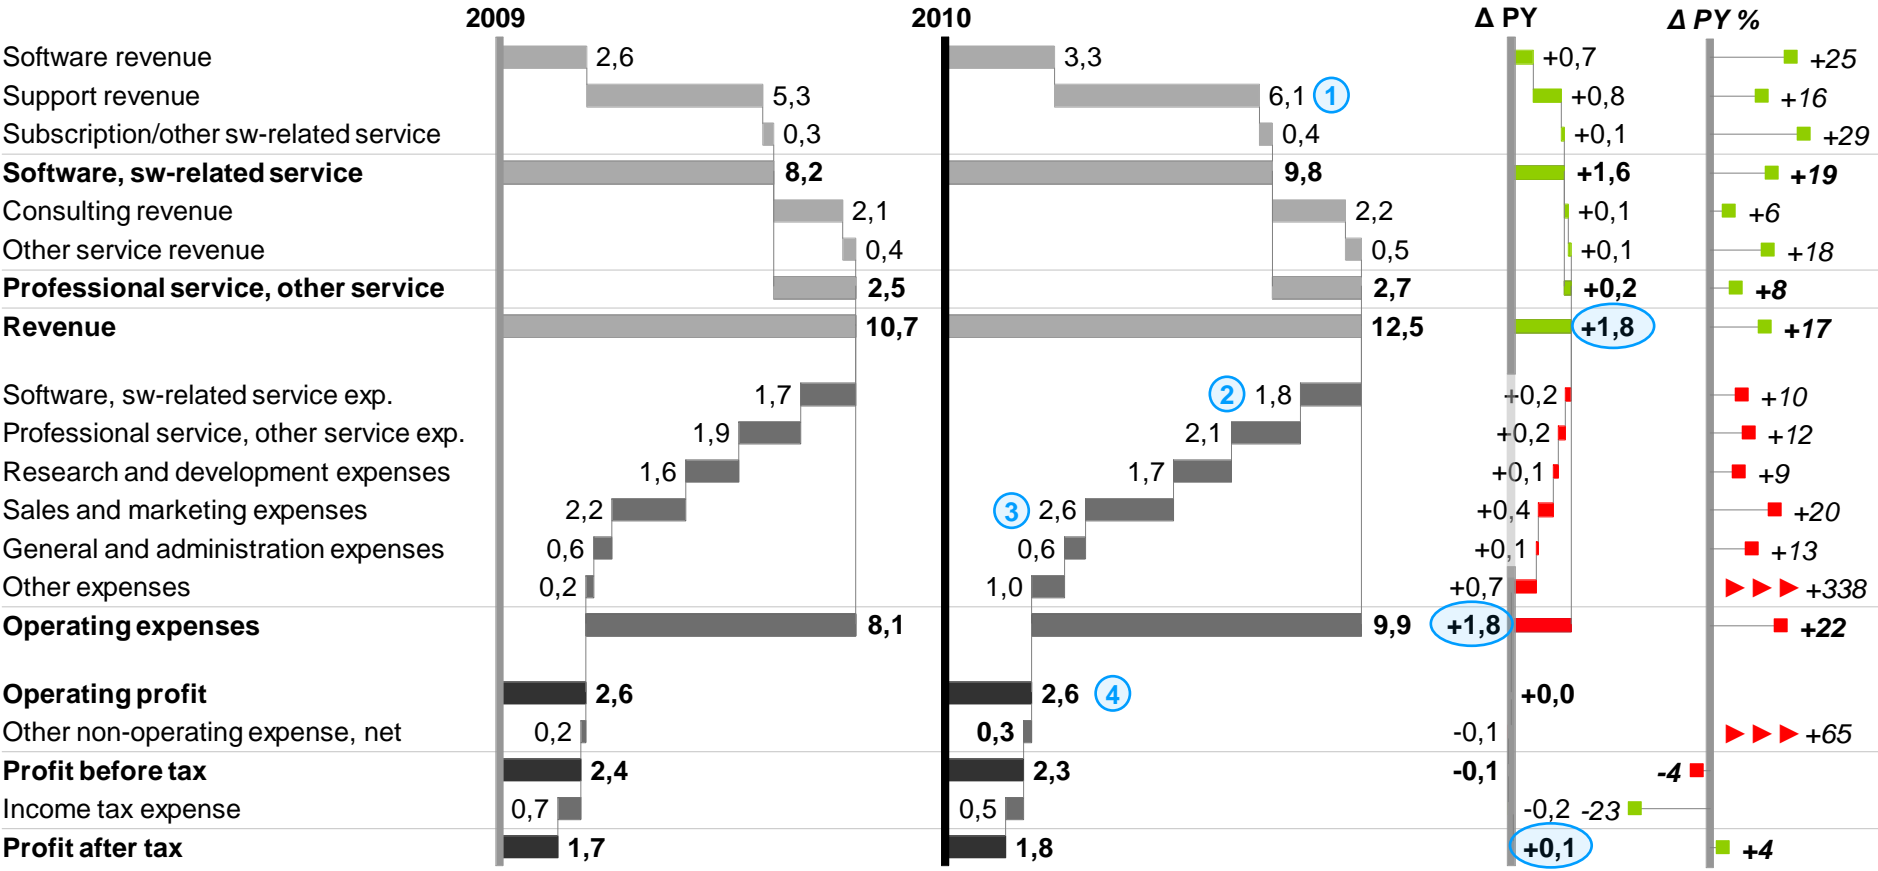 2009 2010 Δ PY Δ PY %
Software revenue 2,6 3,3 +0,7 +25
Support revenue 5,3 6,1 1 +0,8 +16
Subscription/other sw-related service 0,3 0,4 +0,1 +29
Software, sw-related service 8,2 9,8 +1,6 +19
Consulting revenue 2,1 2,2 +0,1 +6
Other service revenue 0,4 0,5 +0,1 +18
Professional service, other service 2,5 2,7 +0,2 +8
Revenue 10,7 12,5 +1,8 +17
Software, sw-related service exp. 1,7 2 1,8 +0,2 +10
Professional service, other service exp. 1,9 2,1 +0,2 +12
Research and development expenses 1,6 1,7 +0,1 +9
Sales and marketing expenses 2,2 3 2,6 +0,4 +20
General and administration expenses 0,6 0,6 +0,1 +13
Other expenses 0,2 1,0 +0,7 +338
Operating expenses 8,1 9,9 +1,8 +22
Operating profit 2,6 2,6 4 +0,0
Other non-operating expense, net 0,2 0,3 -0,1 +65
Profit before tax 2,4 2,3 -0,1 -4
Income tax expense 0,7 0,5 -0,2 -23
Profit after tax 1,7 1,8 +0,1 +4